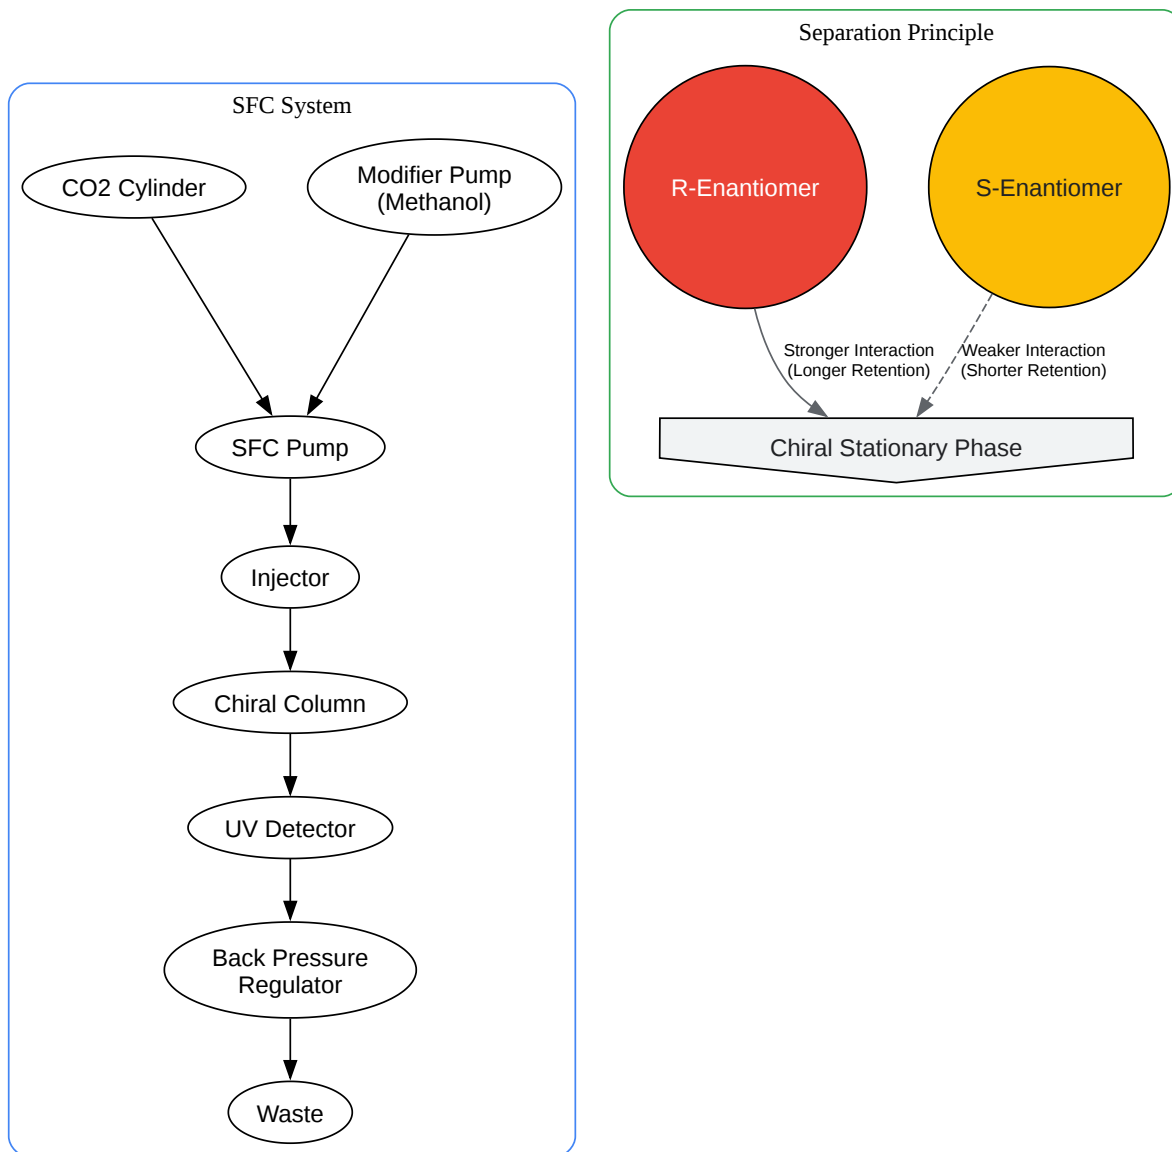 SFC System
CO2 Cylinder
Modifier Pump
(Methanol)
SFC Pump
Injector
Chiral Column
UV Detector
Back Pressure
Regulator
Waste
Separation Principle
R-Enantiomer
S-Enantiomer
Stronger Interaction
(Longer Retention)
Weaker Interaction
(Shorter Retention)
Chiral Stationary Phase